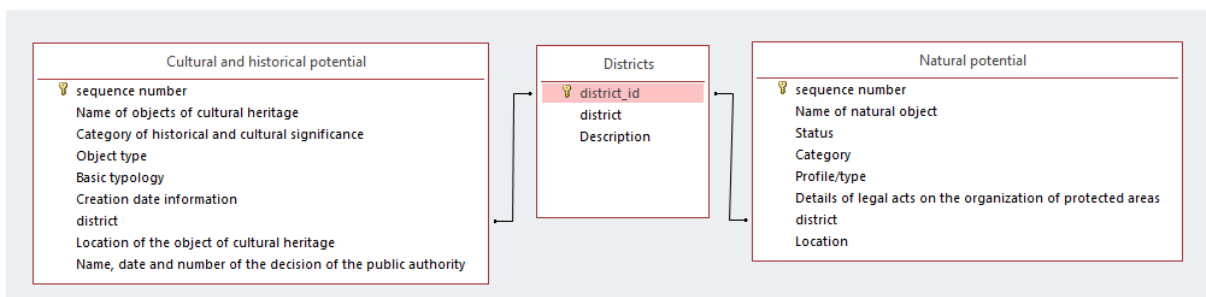 Cultural and historical potential
sequence number
Name of objects of cultural heritage
Category of historical and cultural significance
Object type
Basic typology
Creation date information
district
Location of the object of cultural heritage
Name, date and number of the decision of the public authority
Districts
district_id
district
Description
Natural potential
sequence number
Name of natural object
Status
Category
Profile/type
Details of legal acts on the organization of protected areas
district
Location